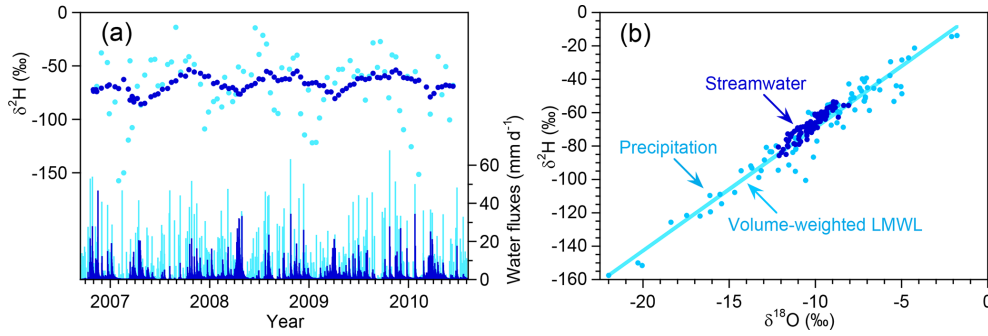 (a)
0
-50
-100
-150
δ²H (‰)
60
40
20
0
Water fluxes (mm d⁻¹)
2007 2008 2009 2010
Year
(b)
0
-20
-40
-60
-80
-100
-120
-140
-160
δ²H (‰)
Streamwater
Precipitation
Volume-weighted LMWL
-20 -15 -10 -5 0
δ¹⁸O (‰)